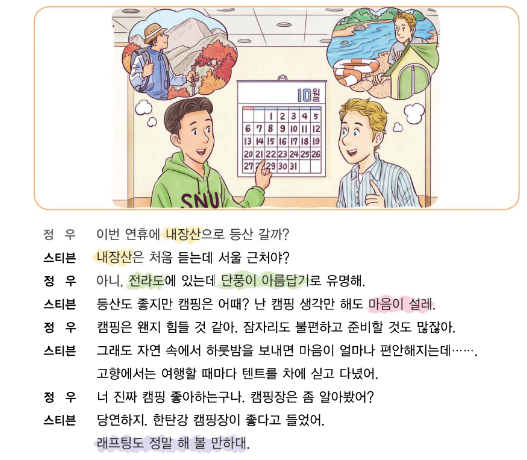 10월
1 2 3 4 5
6 7 8 9 10 11 12
13 14 15 16 17 18 19
20 21 22 23 24 25 26
27 28 29 30 31
SNU
정 우 이번 연휴에 내장산으로 등산 갈까?
스티븐 내장산은 처음 듣는데 서울 근처야?
정 우 아니. 전라도에 있는데 단풍이 아름답기로 유명해.
스티븐 등산도 좋지만 캠핑은 어때? 난 캠핑 생각만 해도 마음이 설레.
정 우 캠핑은 왠지 힘들 것 같아. 잠자리도 불편하고 준비할 것도 많잖아.
스티븐 그래도 자연 속에서 하룻밤을 보내면 마음이 얼마나 편안해지는데…….
고향에서는 여행할 때마다 텐트를 차에 싣고 다녔어.
정 우 너 진짜 캠핑 좋아하는구나. 캠핑장은 좀 알아봤어?
스티븐 당연하지. 한탄강 캠핑장이 좋다고 들었어.
래프팅도 정말 해 볼 만하대.